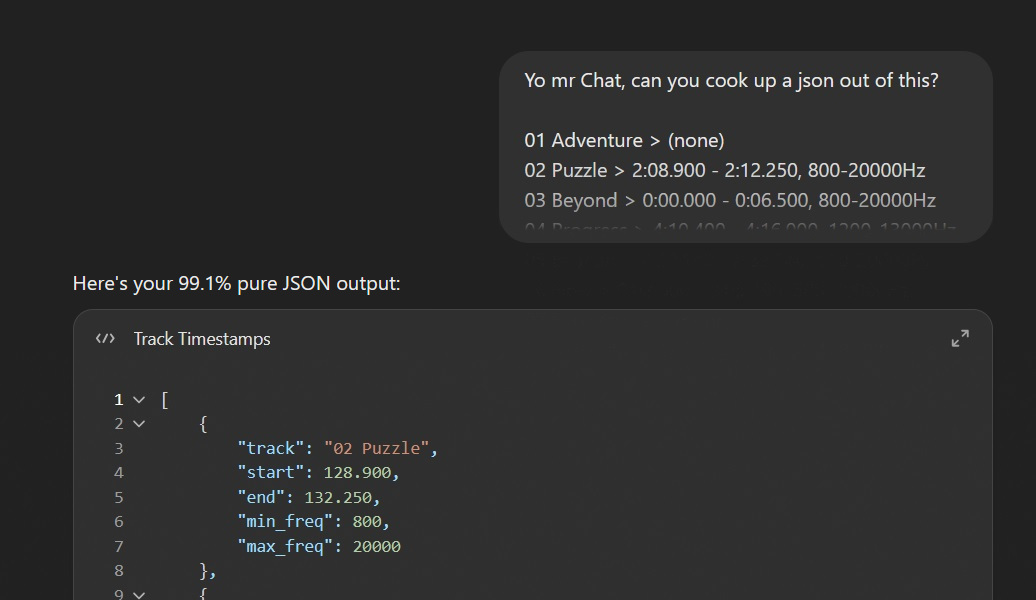 Yo mr Chat, can you cook up a json out of this?
01 Adventure > (none)
02 Puzzle > 2:08.900 - 2:12.250, 800-20000Hz
03 Beyond > 0:00.000 - 0:06.500, 800-20000Hz
Here's your 99.1% pure JSON output:
</> Track Timestamps
1 [
2 {
3 "track": "02 Puzzle",
4 "start": 128.900,
5 "end": 132.250,
6 "min_freq": 800,
7 "max_freq": 20000
8 },
9 {